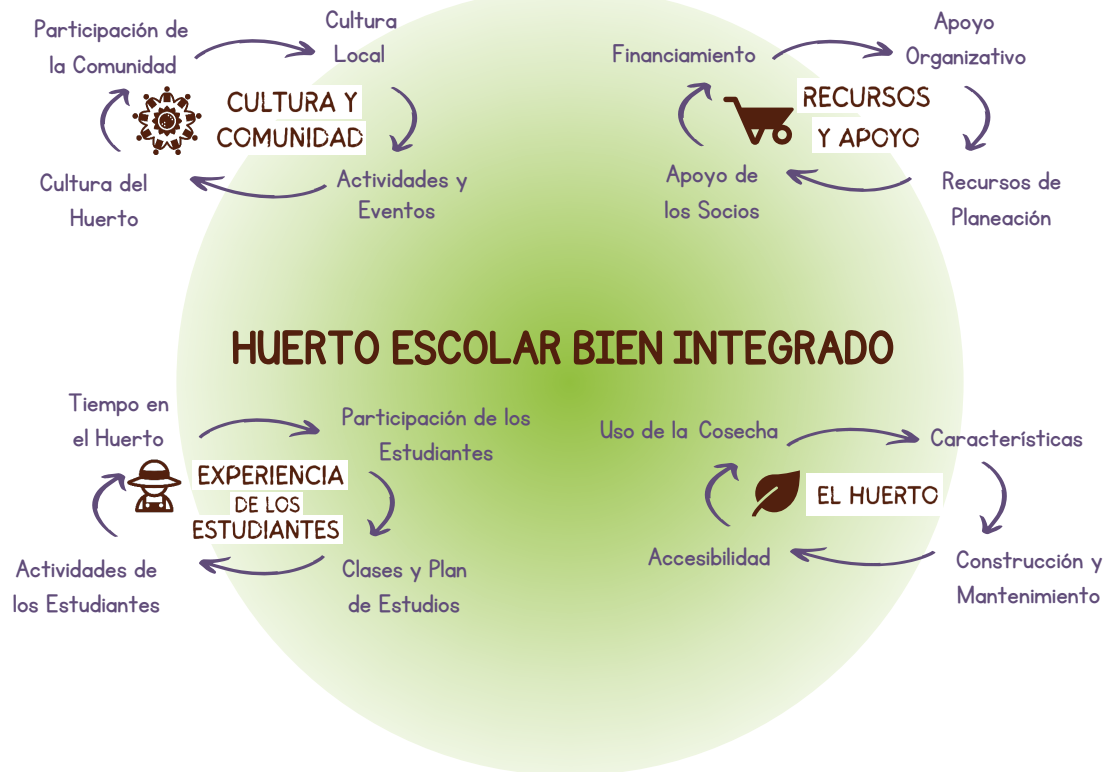 Participación de
la Comunidad
Cultura
Local
CULTURA Y
COMUNIDAD
Cultura del
Huerto
Actividades y
Eventos
Financiamiento
Apoyo
Organizativo
RECURSOS
Y APOYO
Apoyo de
los Socios
Recursos de
Planeación
HUERTO ESCOLAR BIEN INTEGRADO
Tiempo en
el Huerto
Participación de los
Estudiantes
EXPERIENCIA
DE LOS
ESTUDIANTES
Actividades de
los Estudiantes
Clases y Plan
de Estudios
Uso de la Cosecha
Características
EL HUERTO
Accesibilidad
Construcción y
Mantenimiento